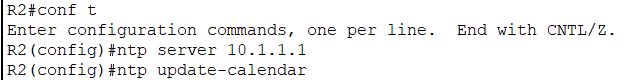 R2#conf t
Enter configuration commands, one per line.  End with CNTL/Z.
R2(config)#ntp server 10.1.1.1
R2(config)#ntp update-calendar